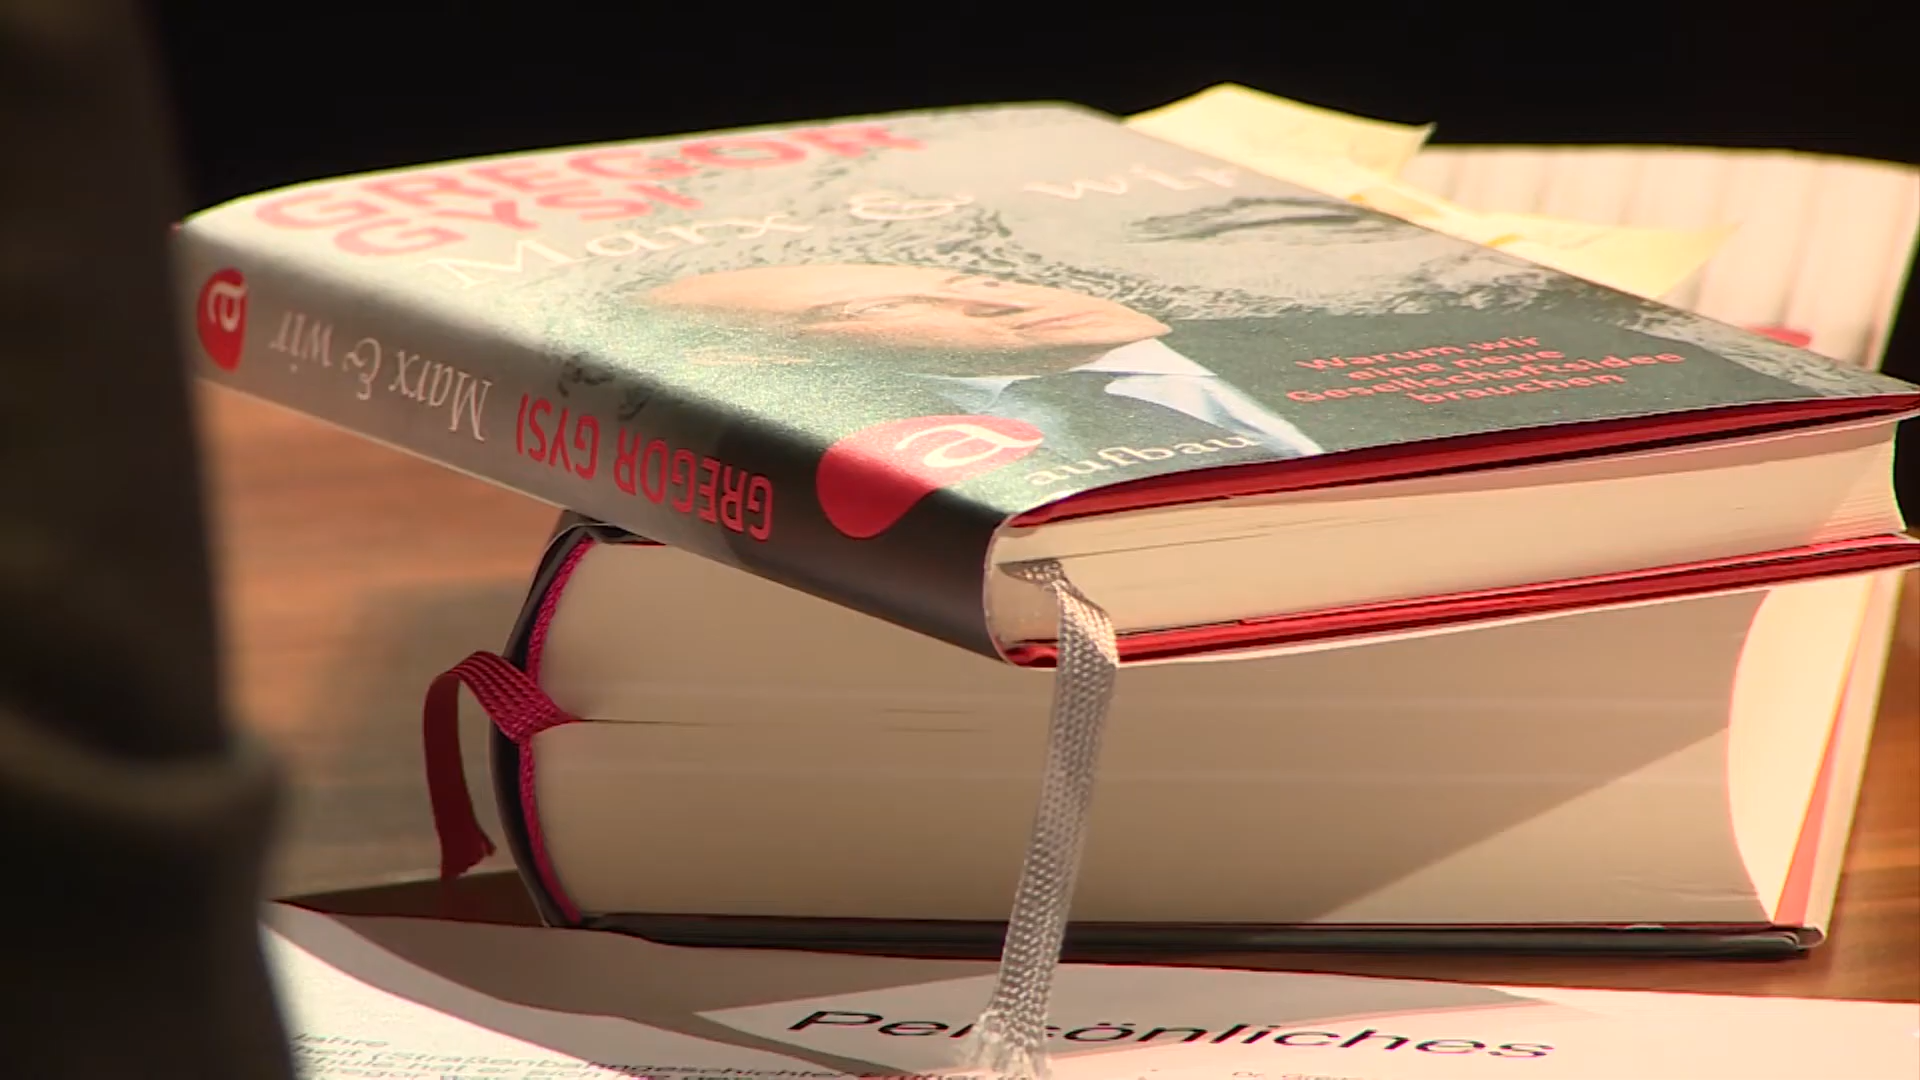 GREGOR
GYSI
Marx & wir
Warum wir
eine neue
Gesellschaftsidee
brauchen
a
aufbau
GREGOR GYSI Marx & wir a
Persönliches